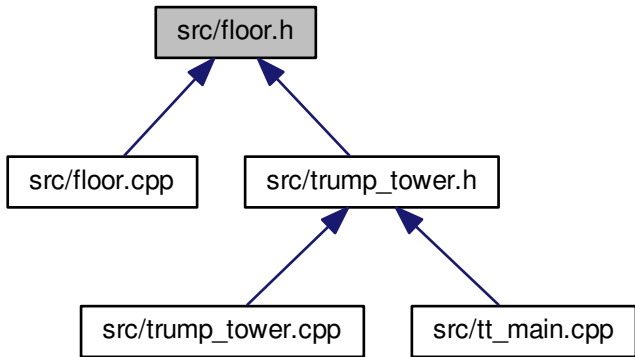 src/floor.h
src/floor.cpp
src/trump_tower.h
src/trump_tower.cpp
src/tt_main.cpp